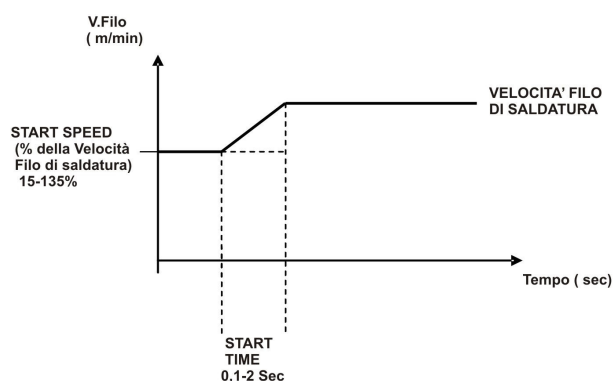 V.Filo
( m/min)
VELOCITA' FILO
DI SALDATURA
START SPEED
(% della Velocità
Filo di saldatura)
15-135%
Tempo ( sec)
START
TIME
0.1-2 Sec